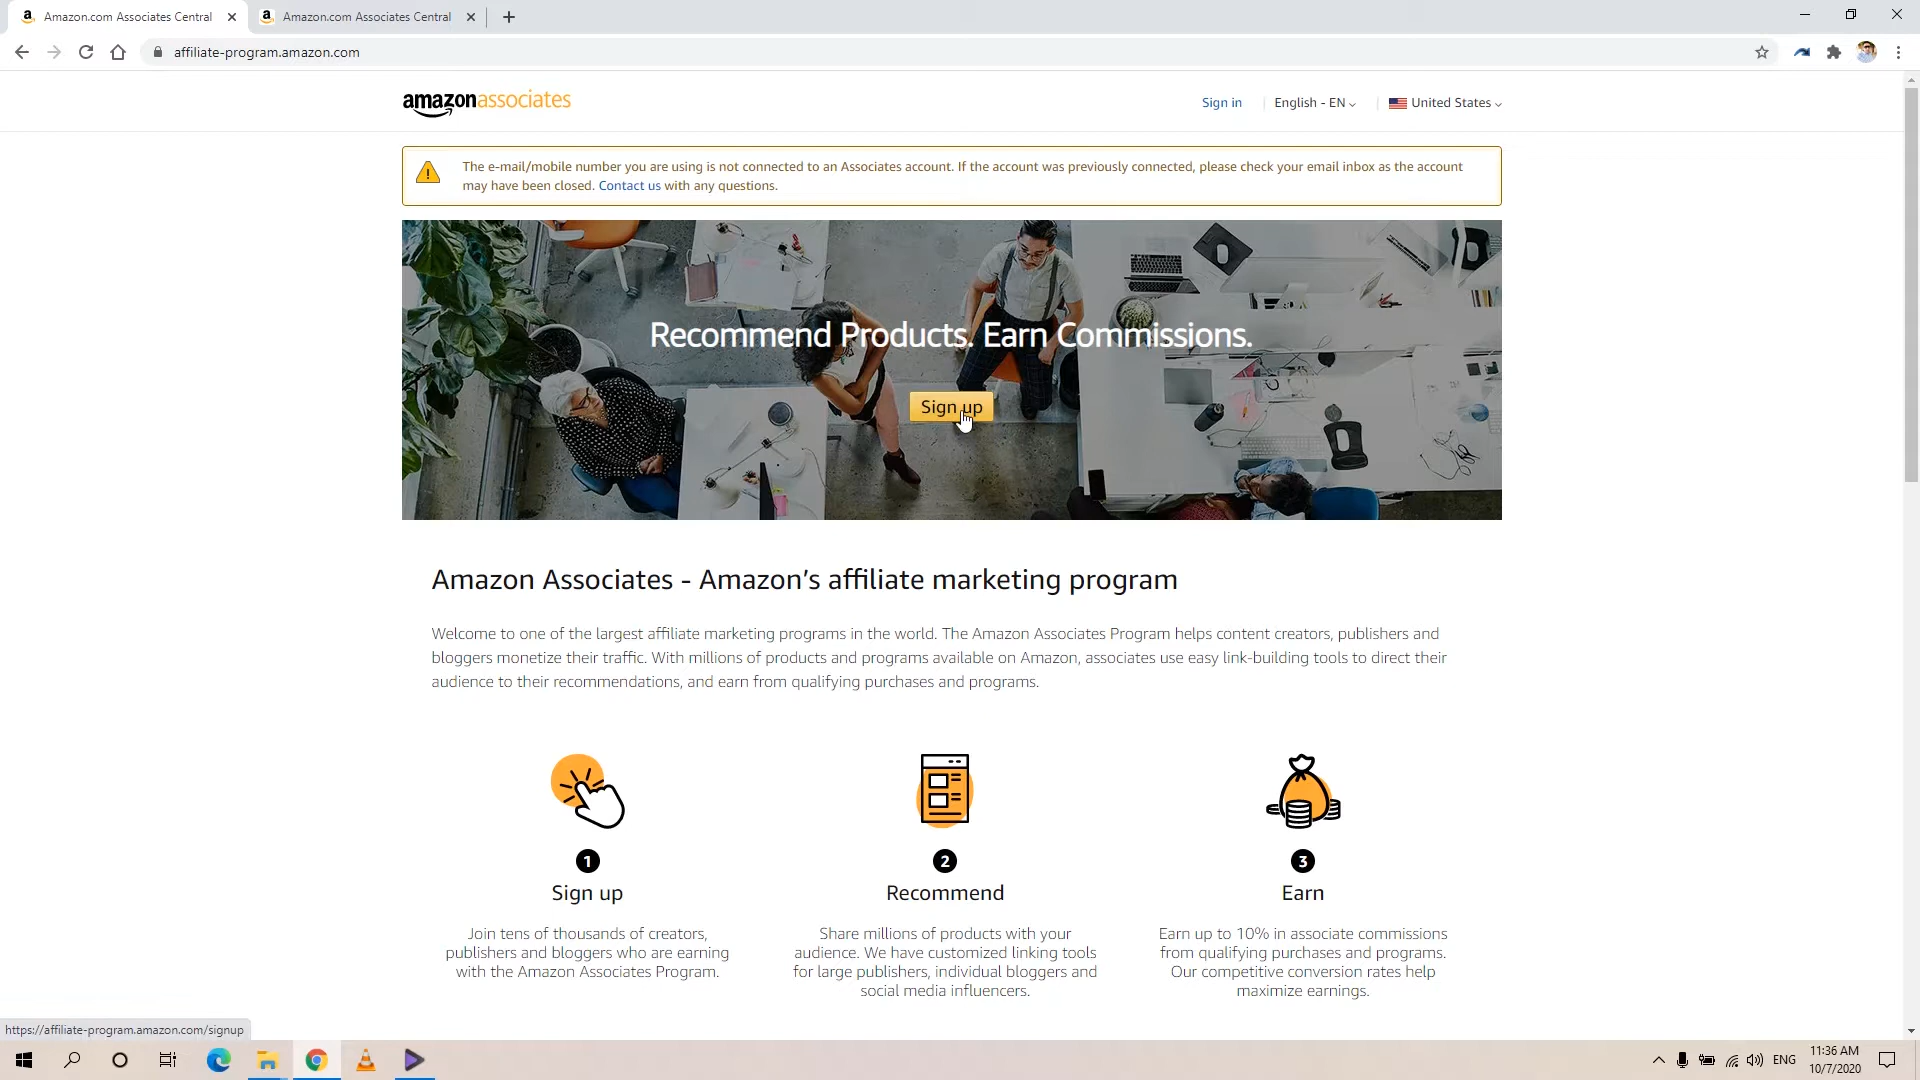 Amazon.com Associates Central
Amazon.com Associates Central
affiliate-program.amazon.com
amazonassociates
Sign in
English - EN
United States
The e-mail/mobile number you are using is not connected to an Associates account. If the account was previously connected, please check your email inbox as the account
may have been closed. Contact us with any questions.
Recommend Products. Earn Commissions.
Sign up
Amazon Associates - Amazon’s affiliate marketing program
Welcome to one of the largest affiliate marketing programs in the world. The Amazon Associates Program helps content creators, publishers and
bloggers monetize their traffic. With millions of products and programs available on Amazon, associates use easy link-building tools to direct their
audience to their recommendations, and earn from qualifying purchases and programs.
1
Sign up
Join tens of thousands of creators,
publishers and bloggers who are earning
with the Amazon Associates Program.
2
Recommend
Share millions of products with your
audience. We have customized linking tools
for large publishers, individual bloggers and
social media influencers.
3
Earn
Earn up to 10% in associate commissions
from qualifying purchases and programs.
Our competitive conversion rates help
maximize earnings.
https://affiliate-program.amazon.com/signup
ENG
11:36 AM
10/7/2020